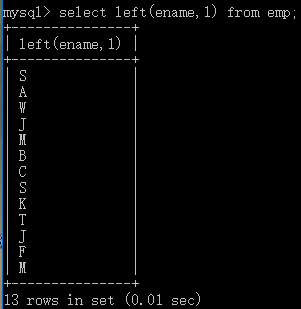 mysql> select left(ename,1) from emp;
+---------------+
| left(ename,1) |
+---------------+
| S |
| A |
| W |
| J |
| M |
| B |
| C |
| S |
| K |
| T |
| J |
| F |
| M |
+---------------+
13 rows in set (0.01 sec)